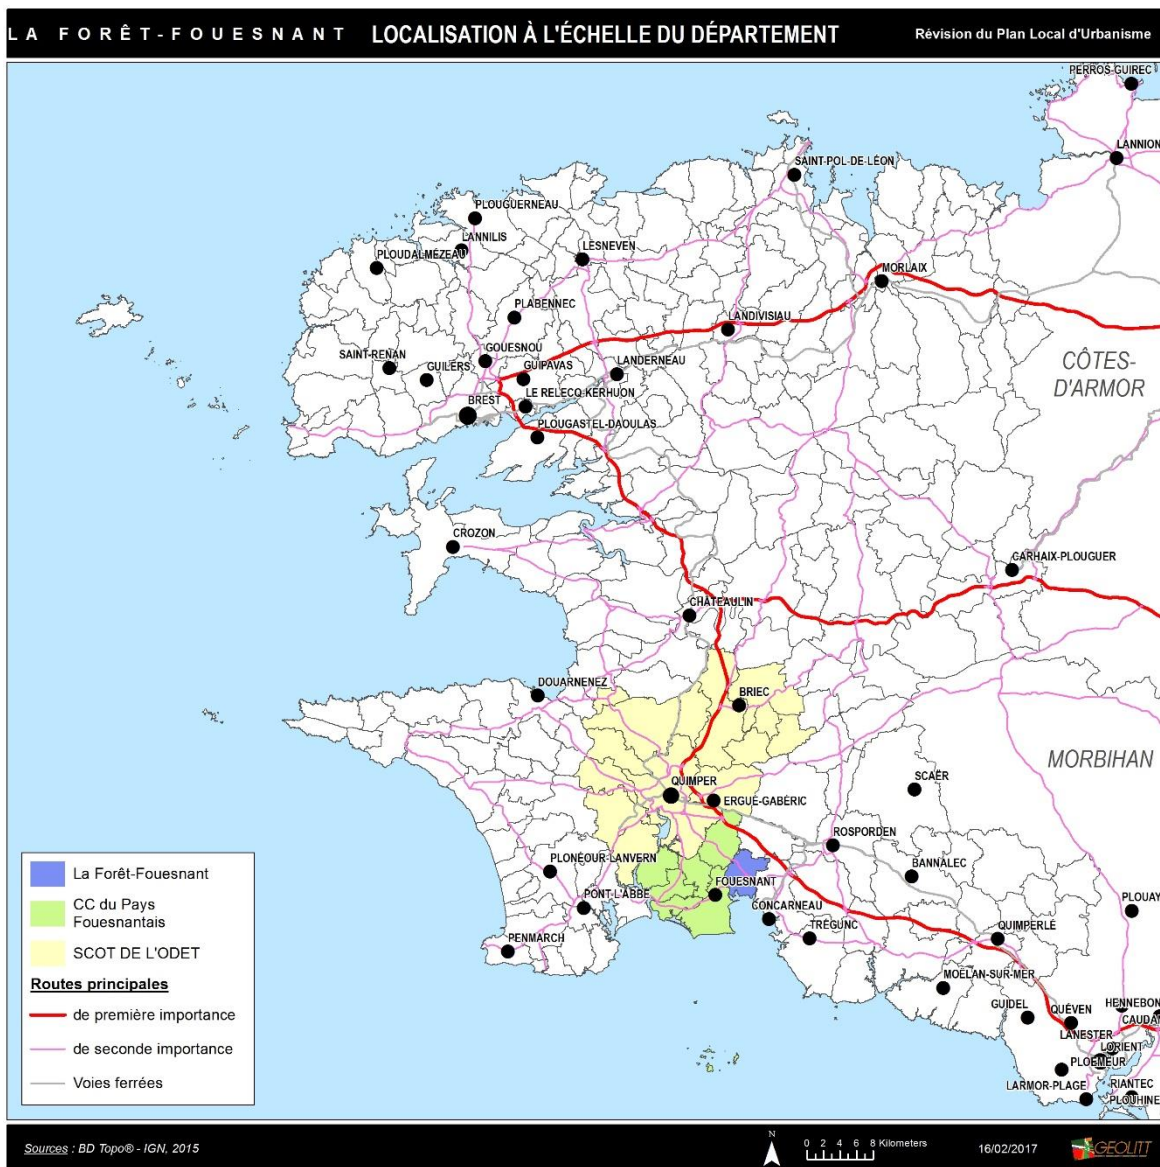 LA FORÊT-FOUESNANT LOCALISATION À L'ÉCHELLE DU DÉPARTEMENT Révision du Plan Local d'Urbanisme
PERROS-GUIREC
LANNION
SAINT-POL-DE-LÉON
PLOUGUERNEAU
LANNILIS
PLOUDALMÉZEAU
LESNEVEN
MORLAIX
PLABENNEC
LANDIVISIAU
GOUESNOU
SAINT-RENAN
GUILERS
GUIPAVAS
LANDERNEAU
CÔTES-
D'ARMOR
LE RELECQ-KERHUON
BREST
PLOUGASTEL-DAOULAS
CROZON
CARHAIX-PLOUGUER
CHÂTEAULIN
DOUARNENEZ
BRIEC
MORBIHAN
SCAËR
QUIMPER
ERGUÉ-GABÉRIC
ROSPORDEN
PLONÉOUR-LANVERN
BANNALEC
FOUESNANT
PONT-L'ABBÉ
PLOUAY
CONCARNEAU
TRÉGUNC
QUIMPERLÉ
PENMARCH
MOËLAN-SUR-MER
GUIDEL
QUÉVEN
HENNEBON
CAUDAN
LANESTER
LORIENT
PLOEMEUR
LARMOR-PLAGE
RIANTEC
PLOUHINE
La Forêt-Fouesnant
CC du Pays
Fouesnantais
SCOT DE L'ODET
Routes principales
de première importance
de seconde importance
Voies ferrées
Sources : BD Topo® - IGN, 2015
N
0 2 4 6 8 Kilometers
16/02/2017
GEOLITT